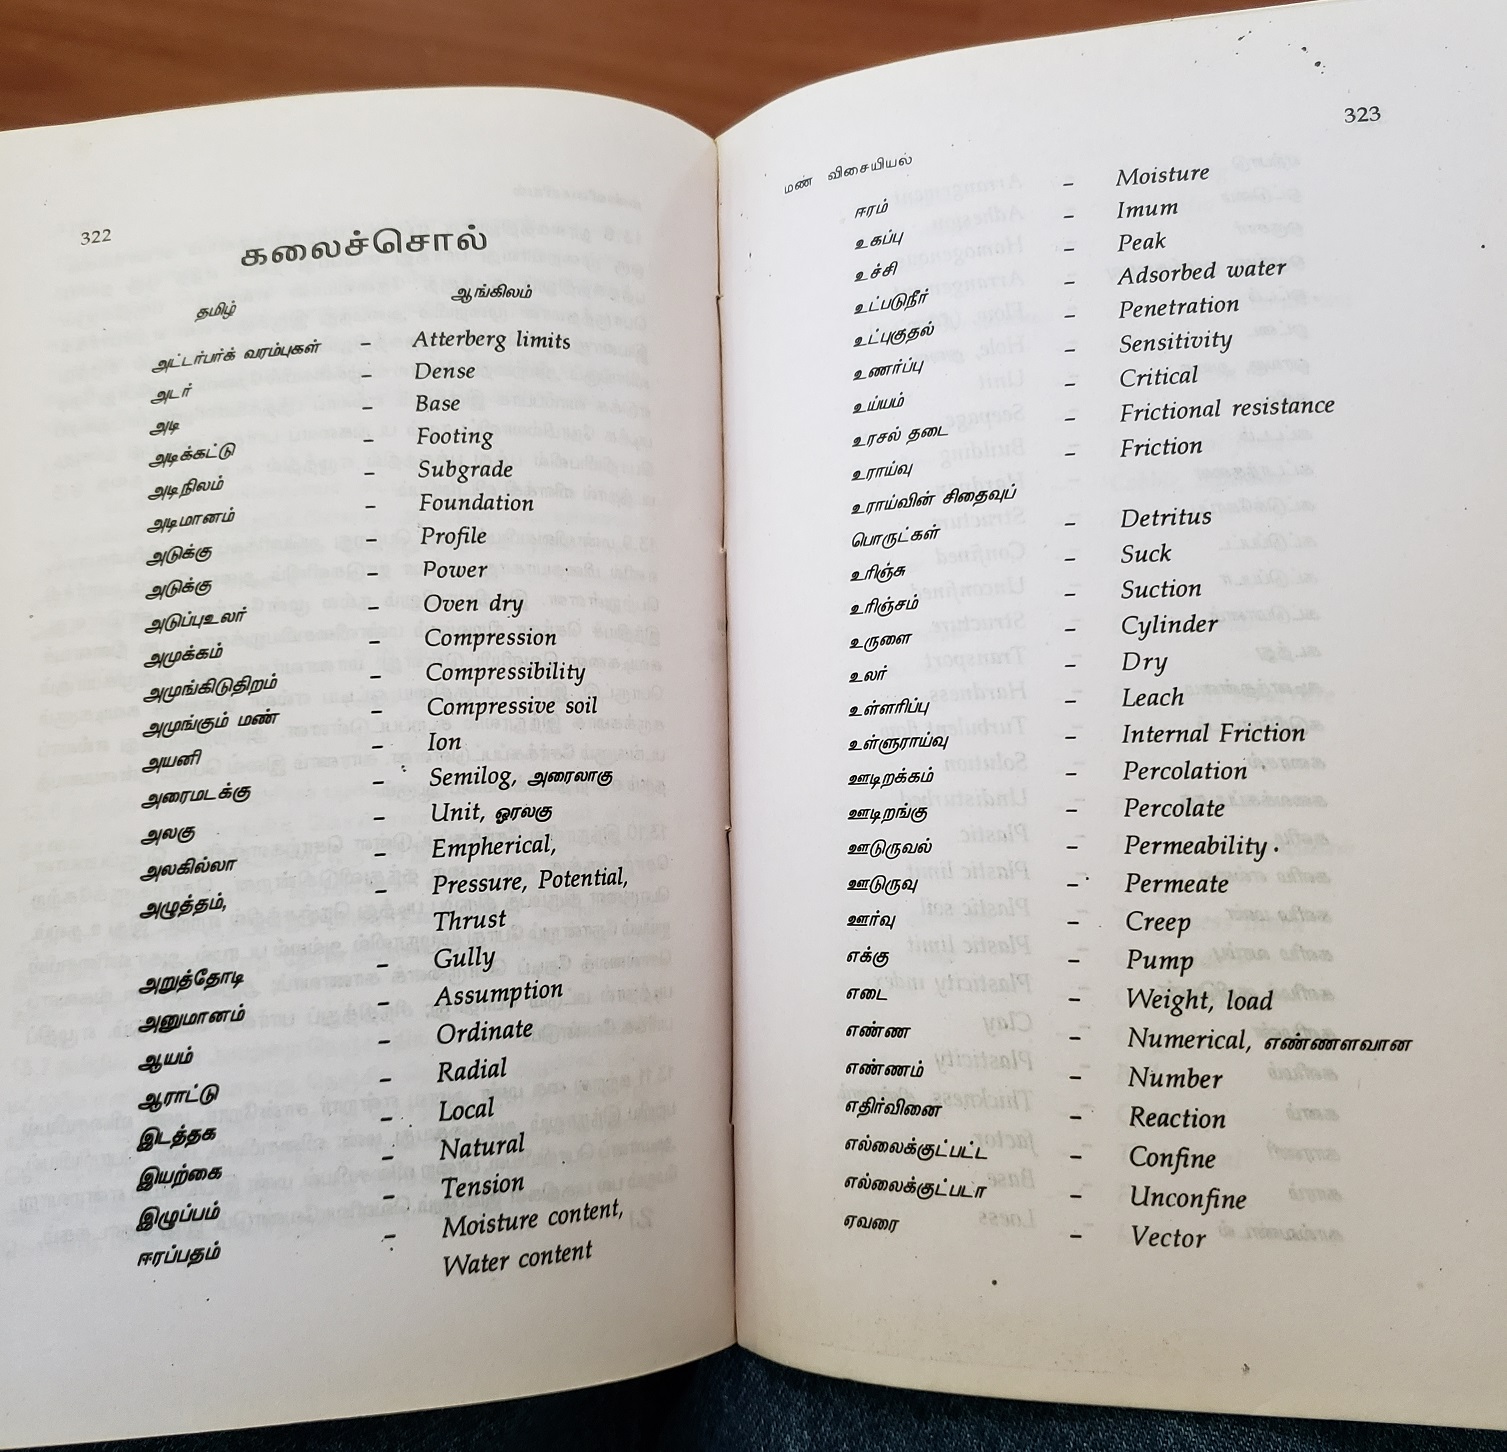 322
கலைச்சொல்
தமிழ் ஆங்கிலம்
அட்டர்பர்க் வரம்புகள் – Atterberg limits
அடர் – Dense
அடி – Base
அடிக்கட்டு – Footing
அடிநிலம் – Subgrade
அடிமானம் – Foundation
அடுக்கு – Profile
அடுக்கு – Power
அடுப்புஉலர் – Oven dry
அமுக்கம் – Compression
அமுங்கிடுதிறம் – Compressibility
அமுங்கும் மண் – Compressive soil
அயனி – Ion
அரைமடக்கு – Semilog, அரைலாகு
அலகு – Unit, ஓரலகு
அலகில்லா – Empherical,
அழுத்தம், – Pressure, Potential,
Thrust
அறுத்தோடி – Gully
அனுமானம் – Assumption
ஆயம் – Ordinate
ஆராட்டு – Radial
இடத்தக – Local
இயற்கை – Natural
இழுப்பம் – Tension
ஈரப்பதம் – Moisture content,
Water content
மண் விசையியல் 323
ஈரம் – Moisture
உகப்பு – Imum
உச்சி – Peak
உட்படுநீர் – Adsorbed water
உட்புகுதல் – Penetration
உணர்ப்பு – Sensitivity
உய்யம் – Critical
உரசல் தடை – Frictional resistance
உராய்வு – Friction
உராய்வின் சிதைவுப்
பொருட்கள் – Detritus
உரிஞ்சு – Suck
உரிஞ்சம் – Suction
உருளை – Cylinder
உலர் – Dry
உள்ளரிப்பு – Leach
உள்ளுராய்வு – Internal Friction
ஊடிறக்கம் – Percolation
ஊடிறங்கு – Percolate
ஊடுருவல் – Permeability
ஊடுருவு – Permeate
ஊர்வு – Creep
எக்கு – Pump
எடை – Weight, load
எண்ண – Numerical, எண்ணளவான
எண்ணம் – Number
எதிர்வினை – Reaction
எல்லைக்குட்பட்ட – Confine
எல்லைக்குட்படா – Unconfine
ஏவரை – Vector